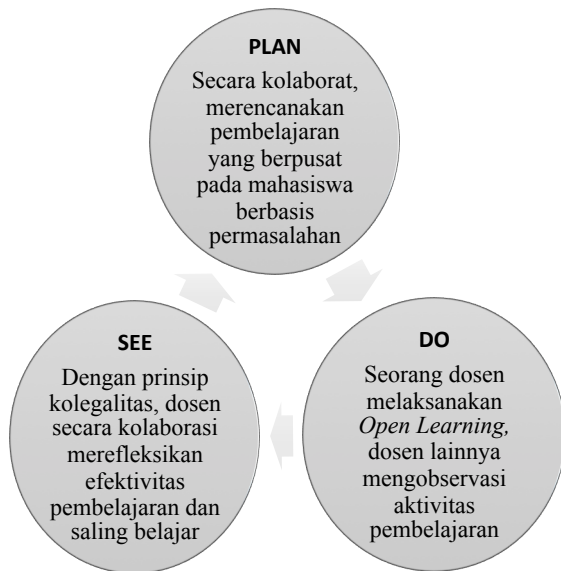 PLAN
Secara kolaborat,
merencanakan
pembelajaran
yang berpusat
pada mahasiswa
berbasis
permasalahan
SEE
Dengan prinsip
kolegalitas, dosen
secara kolaborasi
merefleksikan
efektivitas
pembelajaran dan
saling belajar
DO
Seorang dosen
melaksanakan
Open Learning,
dosen lainnya
mengobservasi
aktivitas
pembelajaran